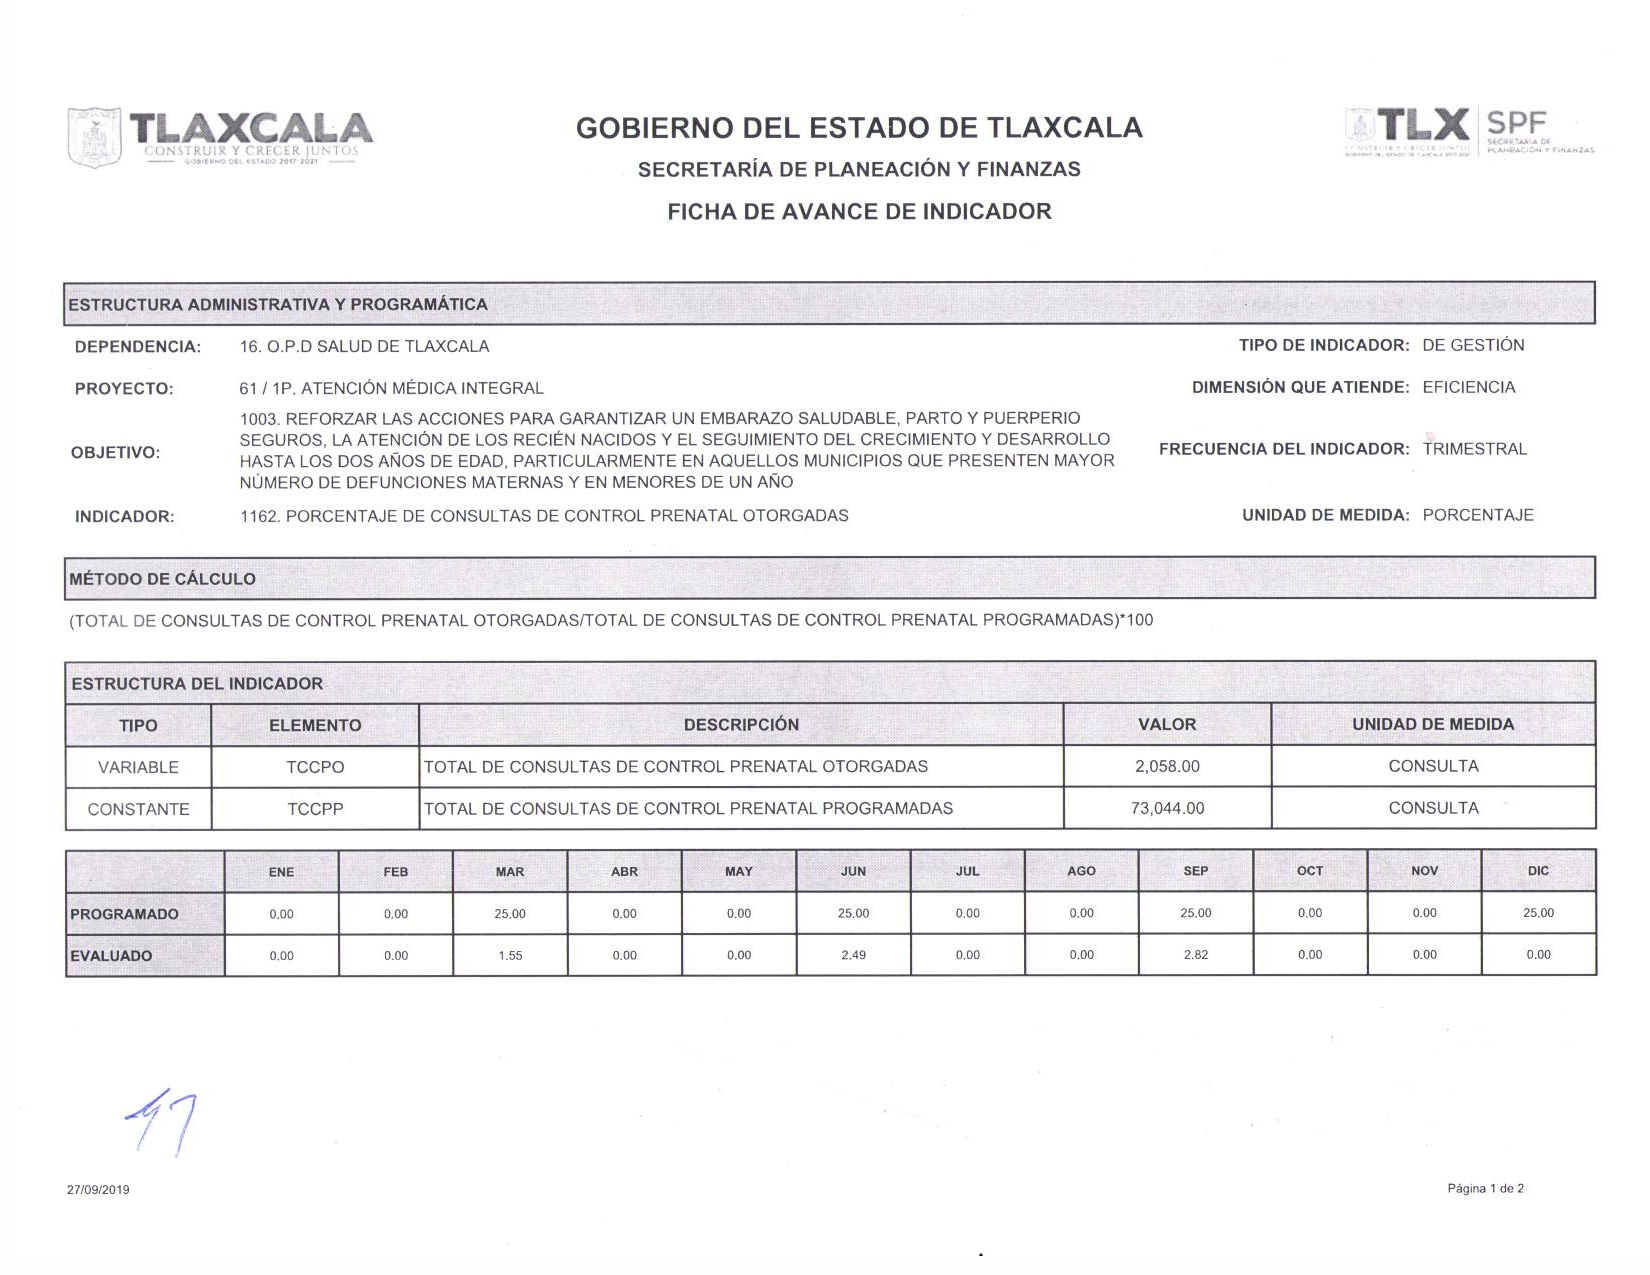 TLAXCALA
CONSTRUIR Y CRECER JUNTOS
GOBIERNO DEL ESTADO 2017-2021
GOBIERNO DEL ESTADO DE TLAXCALA
SECRETARÍA DE PLANEACIÓN Y FINANZAS
FICHA DE AVANCE DE INDICADOR
TLX SPF
CONSTRUIR Y CRECER JUNTOS
SECRETARÍA DE
PLANEACIÓN Y FINANZAS
ESTRUCTURA ADMINISTRATIVA Y PROGRAMÁTICA
DEPENDENCIA: 16. O.P.D SALUD DE TLAXCALA TIPO DE INDICADOR: DE GESTIÓN
PROYECTO: 61 / 1P. ATENCIÓN MÉDICA INTEGRAL DIMENSIÓN QUE ATIENDE: EFICIENCIA
OBJETIVO: 1003. REFORZAR LAS ACCIONES PARA GARANTIZAR UN EMBARAZO SALUDABLE, PARTO Y PUERPERIO
SEGUROS, LA ATENCIÓN DE LOS RECIÉN NACIDOS Y EL SEGUIMIENTO DEL CRECIMIENTO Y DESARROLLO
HASTA LOS DOS AÑOS DE EDAD, PARTICULARMENTE EN AQUELLOS MUNICIPIOS QUE PRESENTEN MAYOR
NÚMERO DE DEFUNCIONES MATERNAS Y EN MENORES DE UN AÑO
FRECUENCIA DEL INDICADOR: TRIMESTRAL
INDICADOR: 1162. PORCENTAJE DE CONSULTAS DE CONTROL PRENATAL OTORGADAS UNIDAD DE MEDIDA: PORCENTAJE
MÉTODO DE CÁLCULO
(TOTAL DE CONSULTAS DE CONTROL PRENATAL OTORGADAS/TOTAL DE CONSULTAS DE CONTROL PRENATAL PROGRAMADAS)*100
ESTRUCTURA DEL INDICADOR
TIPO ELEMENTO DESCRIPCIÓN VALOR UNIDAD DE MEDIDA
VARIABLE TCCPO TOTAL DE CONSULTAS DE CONTROL PRENATAL OTORGADAS 2,058.00 CONSULTA
CONSTANTE TCCPP TOTAL DE CONSULTAS DE CONTROL PRENATAL PROGRAMADAS 73,044.00 CONSULTA
ENE FEB MAR ABR MAY JUN JUL AGO SEP OCT NOV DIC
PROGRAMADO 0.00 0.00 25.00 0.00 0.00 25.00 0.00 0.00 25.00 0.00 0.00 25.00
EVALUADO 0.00 0.00 1.55 0.00 0.00 2.49 0.00 0.00 2.82 0.00 0.00 0.00
27/09/2019 Página 1 de 2